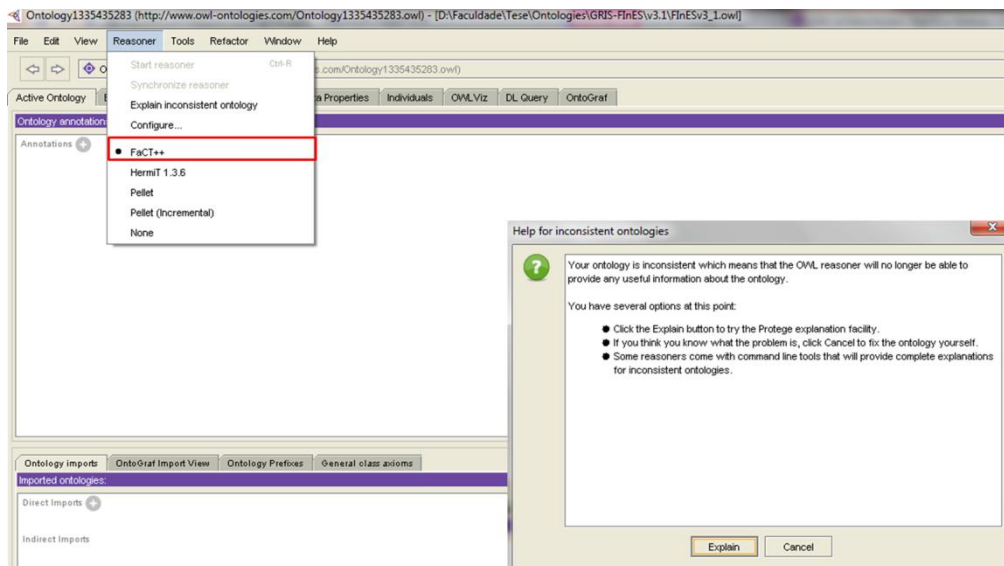 Ontology1335435283 (http://www.owl-ontologies.com/Ontology1335435283.owl) - [D:\Faculdade\Tese\Ontologies\GRIS-FInES\v3.1\FInESv3_1.owl]
File Edit View Reasoner Tools Refactor Window Help
Start reasoner Ctrl-R
s.com/Ontology1335435283.owl)
Synchronize reasoner
Active Ontology Explain inconsistent ontology ta Properties Individuals OWLViz DL Query OntoGraf
Ontology annotation
Configure...
Annotations
FaCT++
HermiT 1.3.6
Pellet
Pellet (Incremental)
None
Help for inconsistent ontologies
Your ontology is inconsistent which means that the OWL reasoner will no longer be able to
provide any useful information about the ontology.
You have several options at this point:
● Click the Explain button to try the Protege explanation facility.
● If you think you know what the problem is, click Cancel to fix the ontology yourself.
● Some reasoners come with command line tools that will provide complete explanations
for inconsistent ontologies.
Ontology imports OntoGraf Import View Ontology Prefixes General class axioms
Imported ontologies:
Direct Imports
Indirect Imports
Explain Cancel